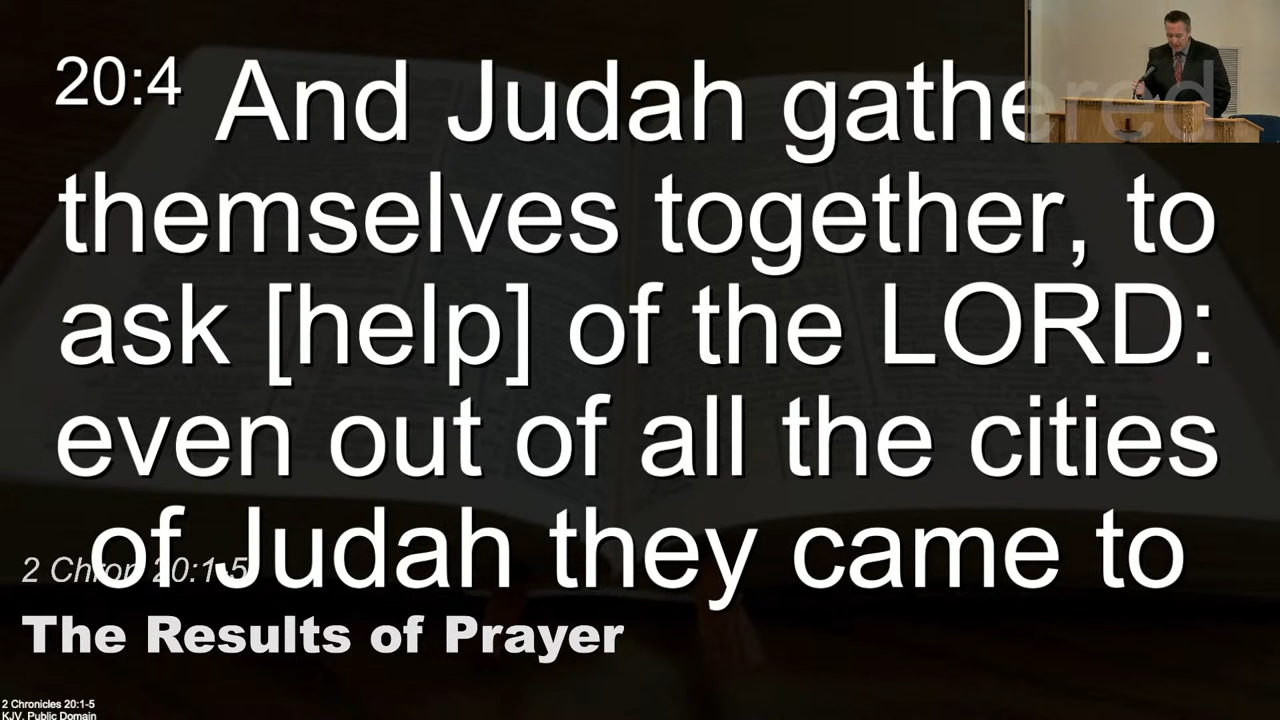 20:4 And Judah gathered
themselves together, to
ask [help] of the LORD:
even out of all the cities
of Judah they came to
2 Chron 20:1-5
The Results of Prayer
2 Chronicles 20:1-5
KJV, Public Domain